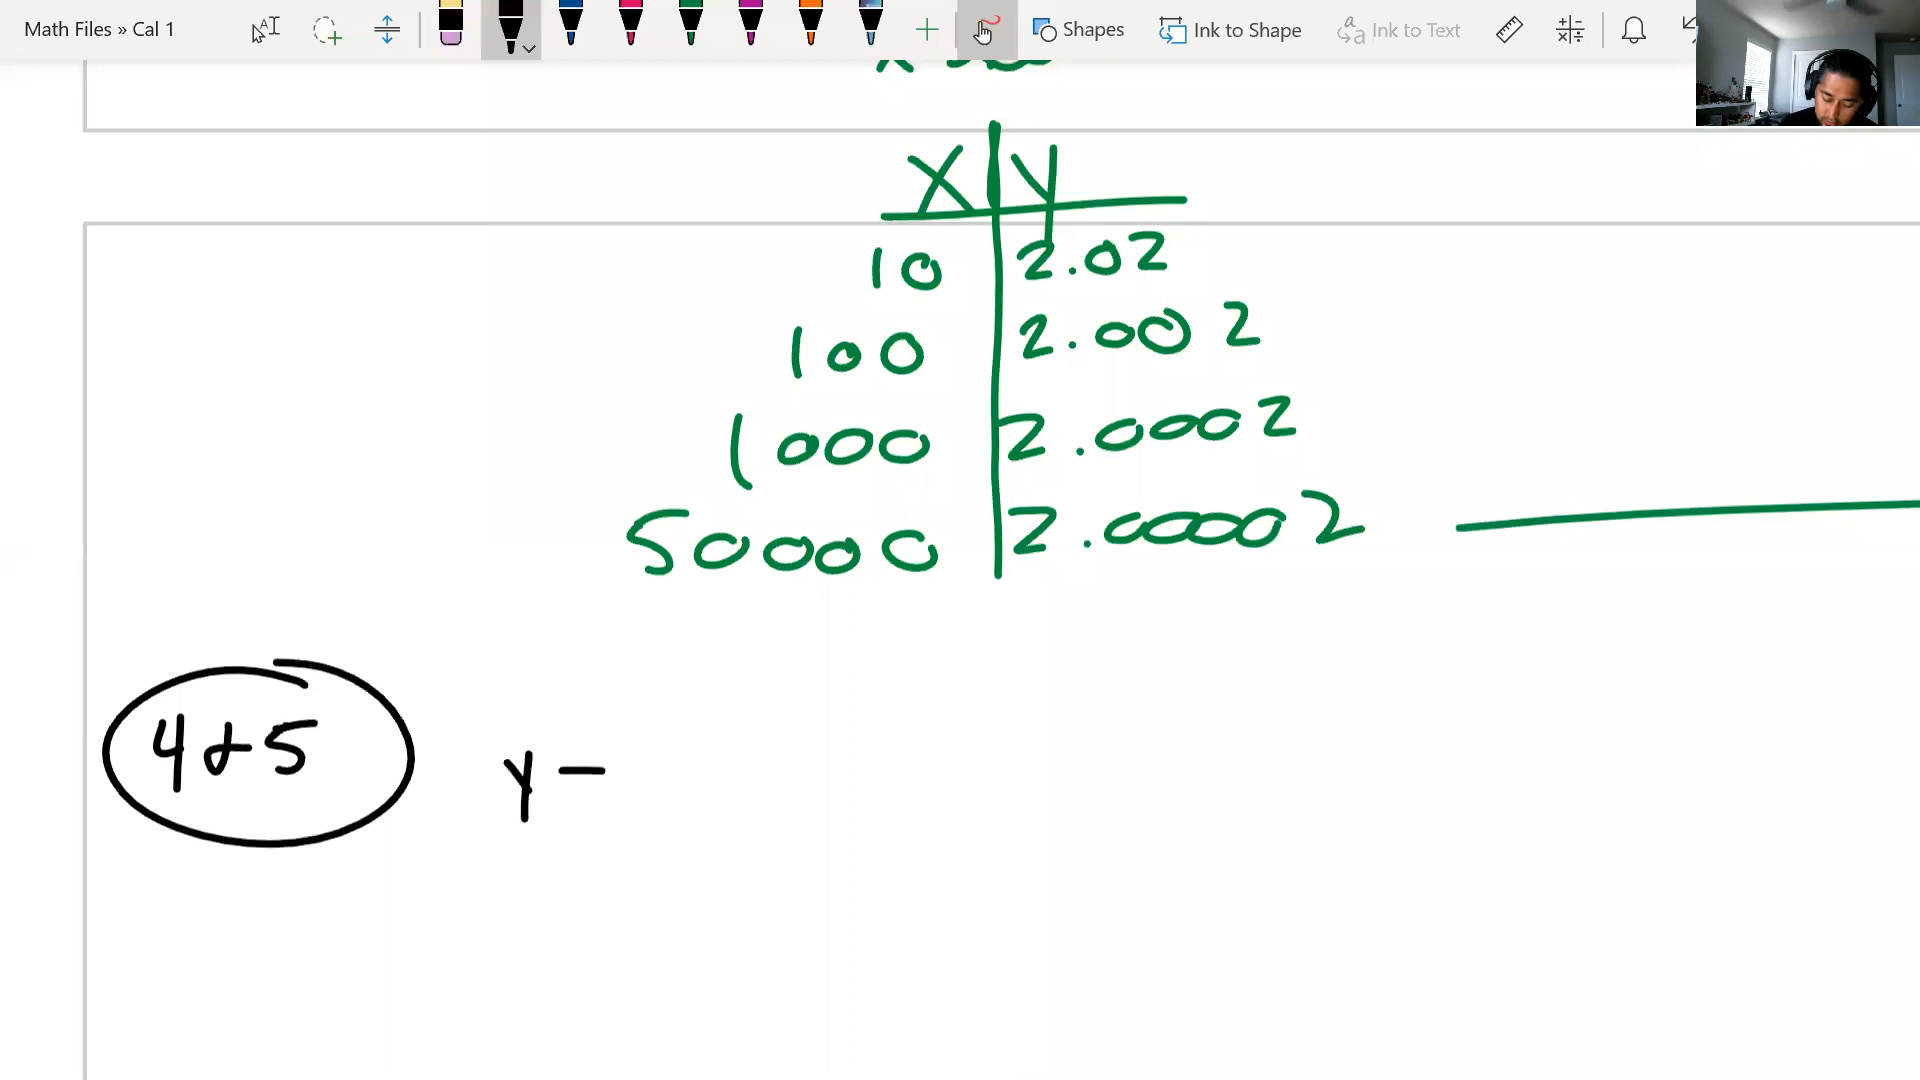 Math Files » Cal 1
Shapes
Ink to Shape
Ink to Text
X Y
10 2.02
100 2.002
1000 2.0002
50000 2.00002
4 & 5 y –